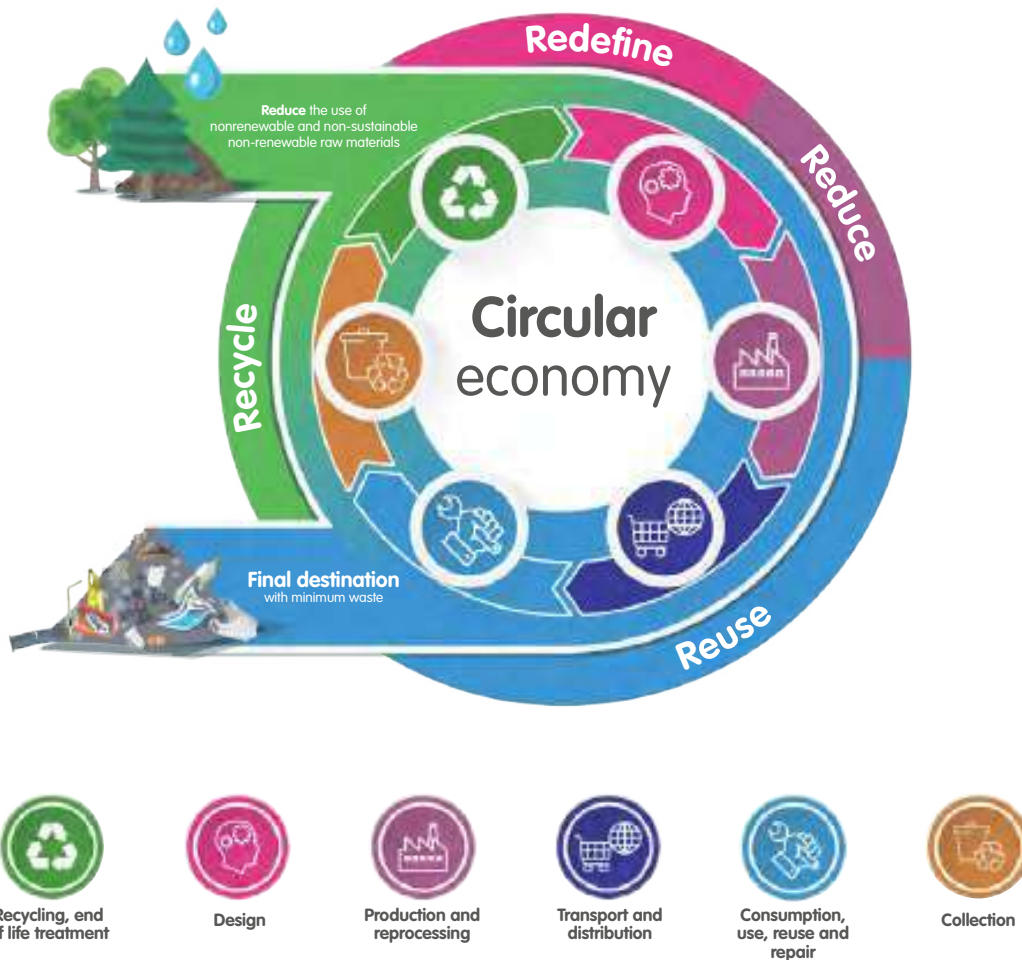 Redefine
Reduce the use of
nonrenewable and non-sustainable
non-renewable raw materials
Reduce
Recycle
Circular
economy
Final destination
with minimum waste
Reuse
Recycling, end
f life treatment
Design
Production and
reprocessing
Transport and
distribution
Consumption,
use, reuse and
repair
Collection